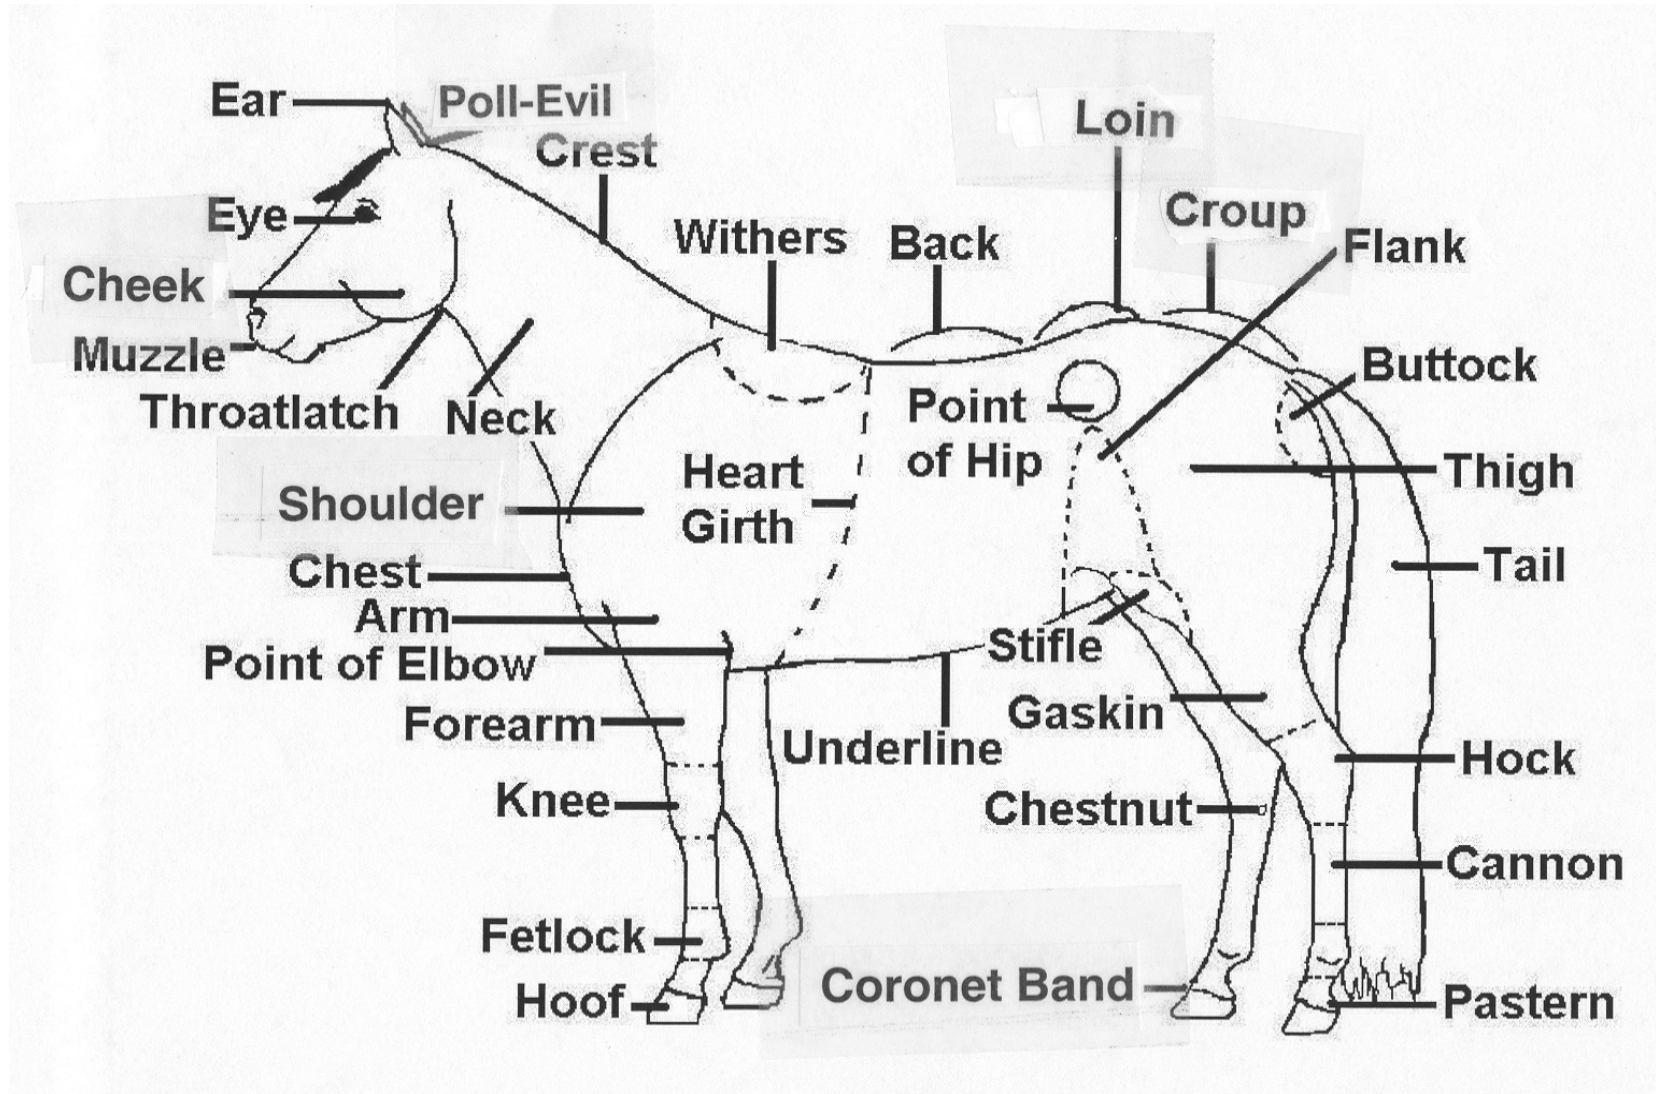 Ear
Poll-Evil
Crest
Loin
Eye
Croup
Withers
Back
Flank
Cheek
Muzzle
Buttock
Throatlatch
Neck
Point
of Hip
Heart
Girth
Thigh
Shoulder
Chest
Tail
Arm
Stifle
Point of Elbow
Forearm
Gaskin
Underline
Hock
Knee
Chestnut
Cannon
Fetlock
Coronet Band
Hoof
Pastern